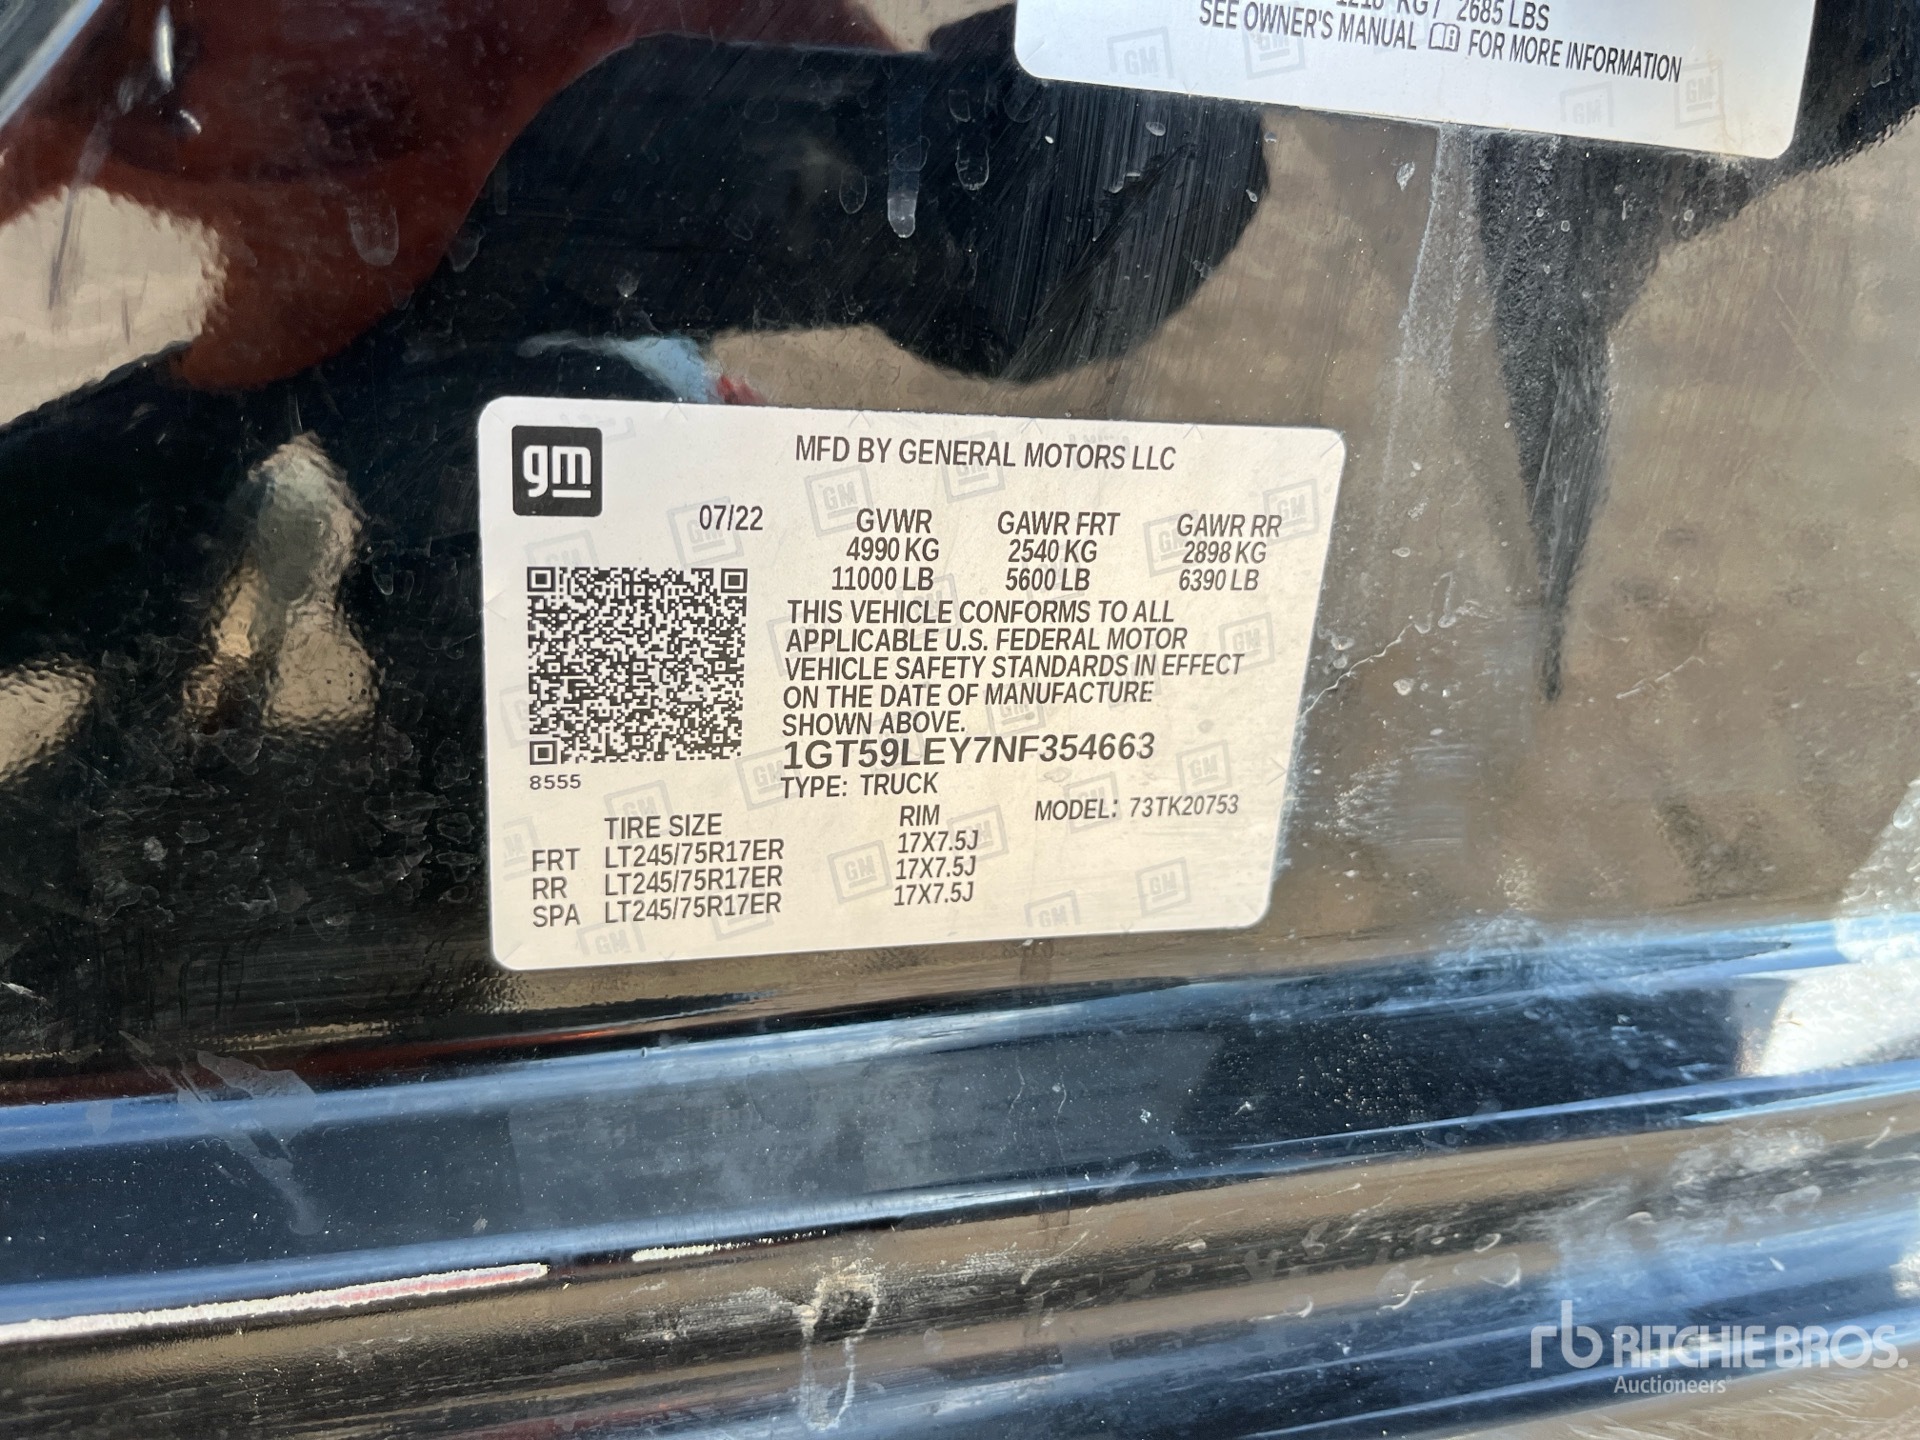 2685 LBS
SEE OWNER'S MANUAL FOR MORE INFORMATION
gm
MFD BY GENERAL MOTORS LLC
07/22 GVWR GAWR FRT GAWR RR
4990 KG 2540 KG 2898 KG
11000 LB 5600 LB 6390 LB
THIS VEHICLE CONFORMS TO ALL
APPLICABLE U.S. FEDERAL MOTOR
VEHICLE SAFETY STANDARDS IN EFFECT
ON THE DATE OF MANUFACTURE
SHOWN ABOVE.
1GT59LEY7NF354663
8555
TYPE: TRUCK
TIRE SIZE RIM MODEL: 73TK20753
FRT LT245/75R17ER 17X7.5J
RR LT245/75R17ER 17X7.5J
SPA LT245/75R17ER 17X7.5J
rb RITCHIE BROS.
Auctioneers